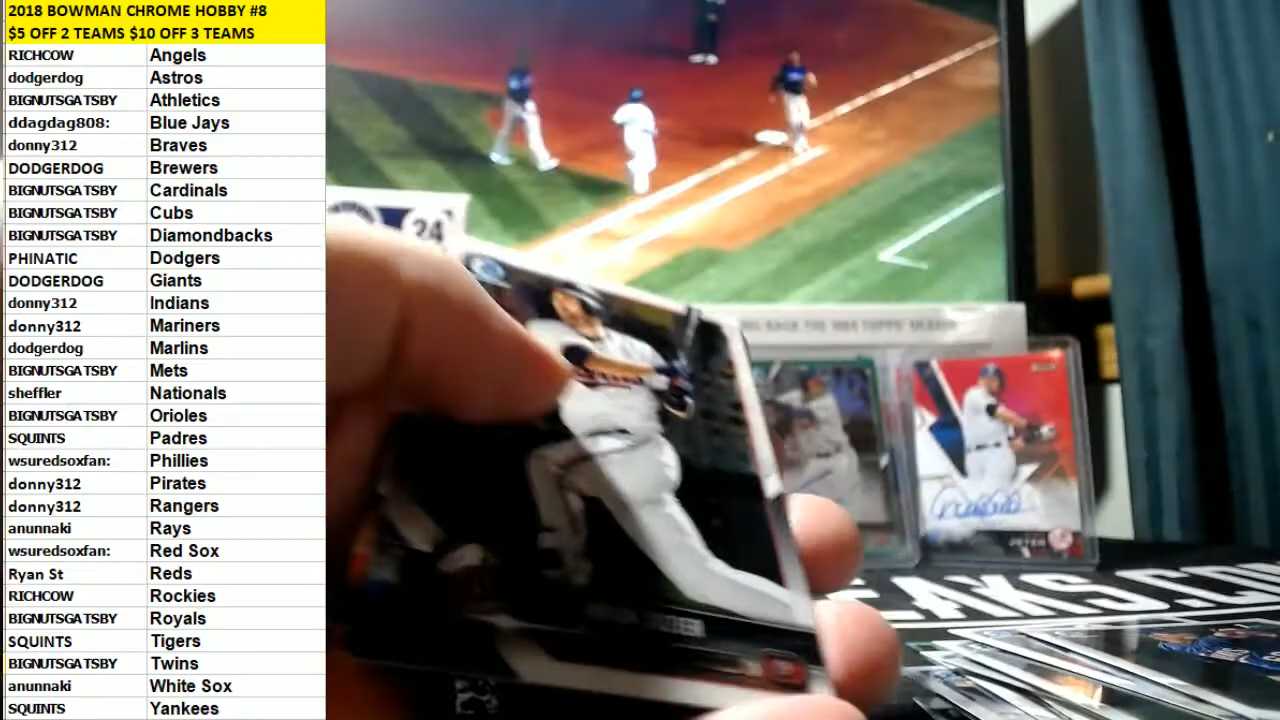 2018 BOWMAN CHROME HOBBY #8
$5 OFF 2 TEAMS $10 OFF 3 TEAMS
RICHCOW Angels
dodgerdog Astros
BIGNUTSGATSBY Athletics
ddagdag808: Blue Jays
donny312 Braves
DODGERDOG Brewers
BIGNUTSGATSBY Cardinals
BIGNUTSGATSBY Cubs
BIGNUTSGATSBY Diamondbacks
PHINATIC Dodgers
DODGERDOG Giants
donny312 Indians
donny312 Mariners
dodgerdog Marlins
BIGNUTSGATSBY Mets
sheffler Nationals
BIGNUTSGATSBY Orioles
SQUINTS Padres
wsuredsoxfan: Phillies
donny312 Pirates
donny312 Rangers
anunnaki Rays
wsuredsoxfan: Red Sox
Ryan St Reds
RICHCOW Rockies
BIGNUTSGATSBY Royals
SQUINTS Tigers
BIGNUTSGATSBY Twins
anunnaki White Sox
SQUINTS Yankees
24
JETER
EAKS.CO